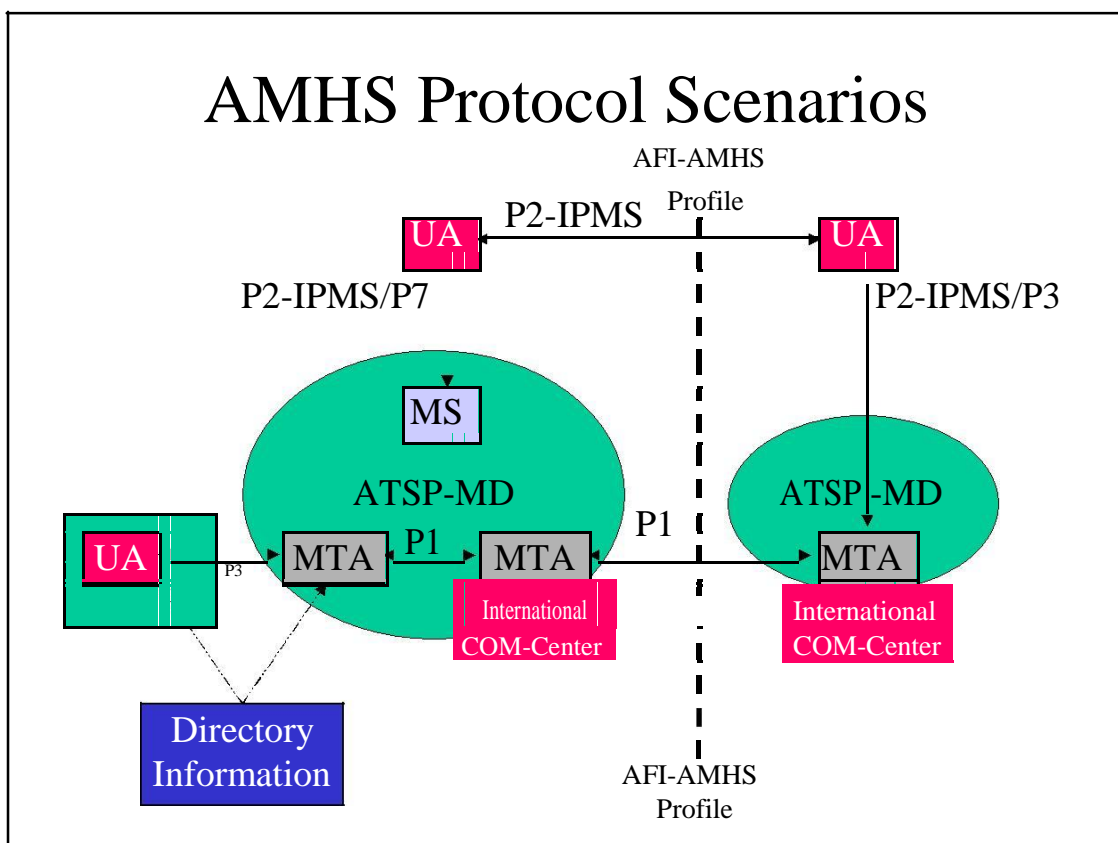 AMHS Protocol Scenarios
AFI-AMHS
Profile
UA
P2-IPMS
UA
P2-IPMS/P7
P2-IPMS/P3
MS
ATSP-MD
ATSP-MD
P1
P1
UA
P3
MTA
MTA
MTA
International
COM-Center
International
COM-Center
Directory
Information
AFI-AMHS
Profile